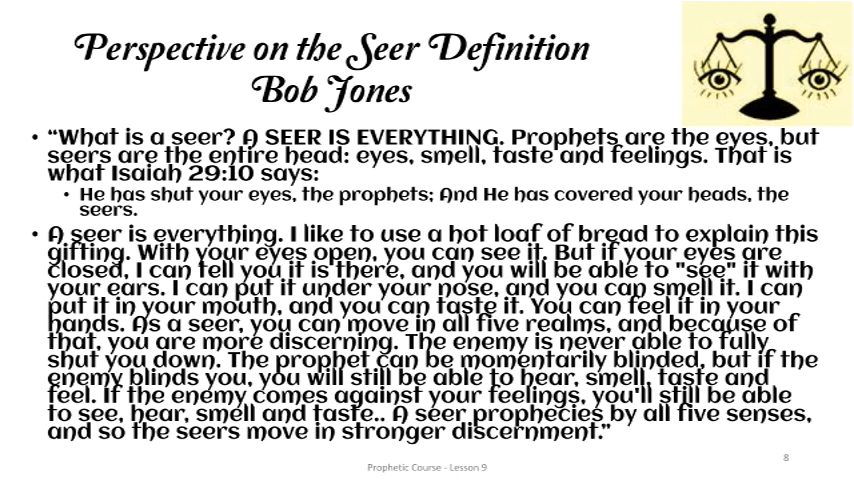 Perspective on the Seer Definition
Bob Jones
• “What is a seer? A SEER IS EVERYTHING. Prophets are the eyes, but
seers are the entire head: eyes, smell, taste and feelings. That is
what Isaiah 29:10 says:
• He has shut your eyes, the prophets; And He has covered your heads, the
seers.
• A seer is everything. I like to use a hot loaf of bread to explain this
gifting. With your eyes open, you can see it. But if your eyes are
closed, I can tell you it is there, and you will be able to "see" it with
your ears. I can put it under your nose, and you can smell it. I can
put it in your mouth, and you can taste it. You can feel it in your
hands. As a seer, you can move in all five realms, and because of
that, you are more discerning. The enemy is never able to fully
shut you down. The prophet can be momentarily blinded, but if the
enemy blinds you, you will still be able to hear, smell, taste and
feel. If the enemy comes against your feelings, you'll still be able
to see, hear, smell and taste.. A seer prophecies by all five senses,
and so the seers move in stronger discernment.”
Prophetic Course - Lesson 9
8